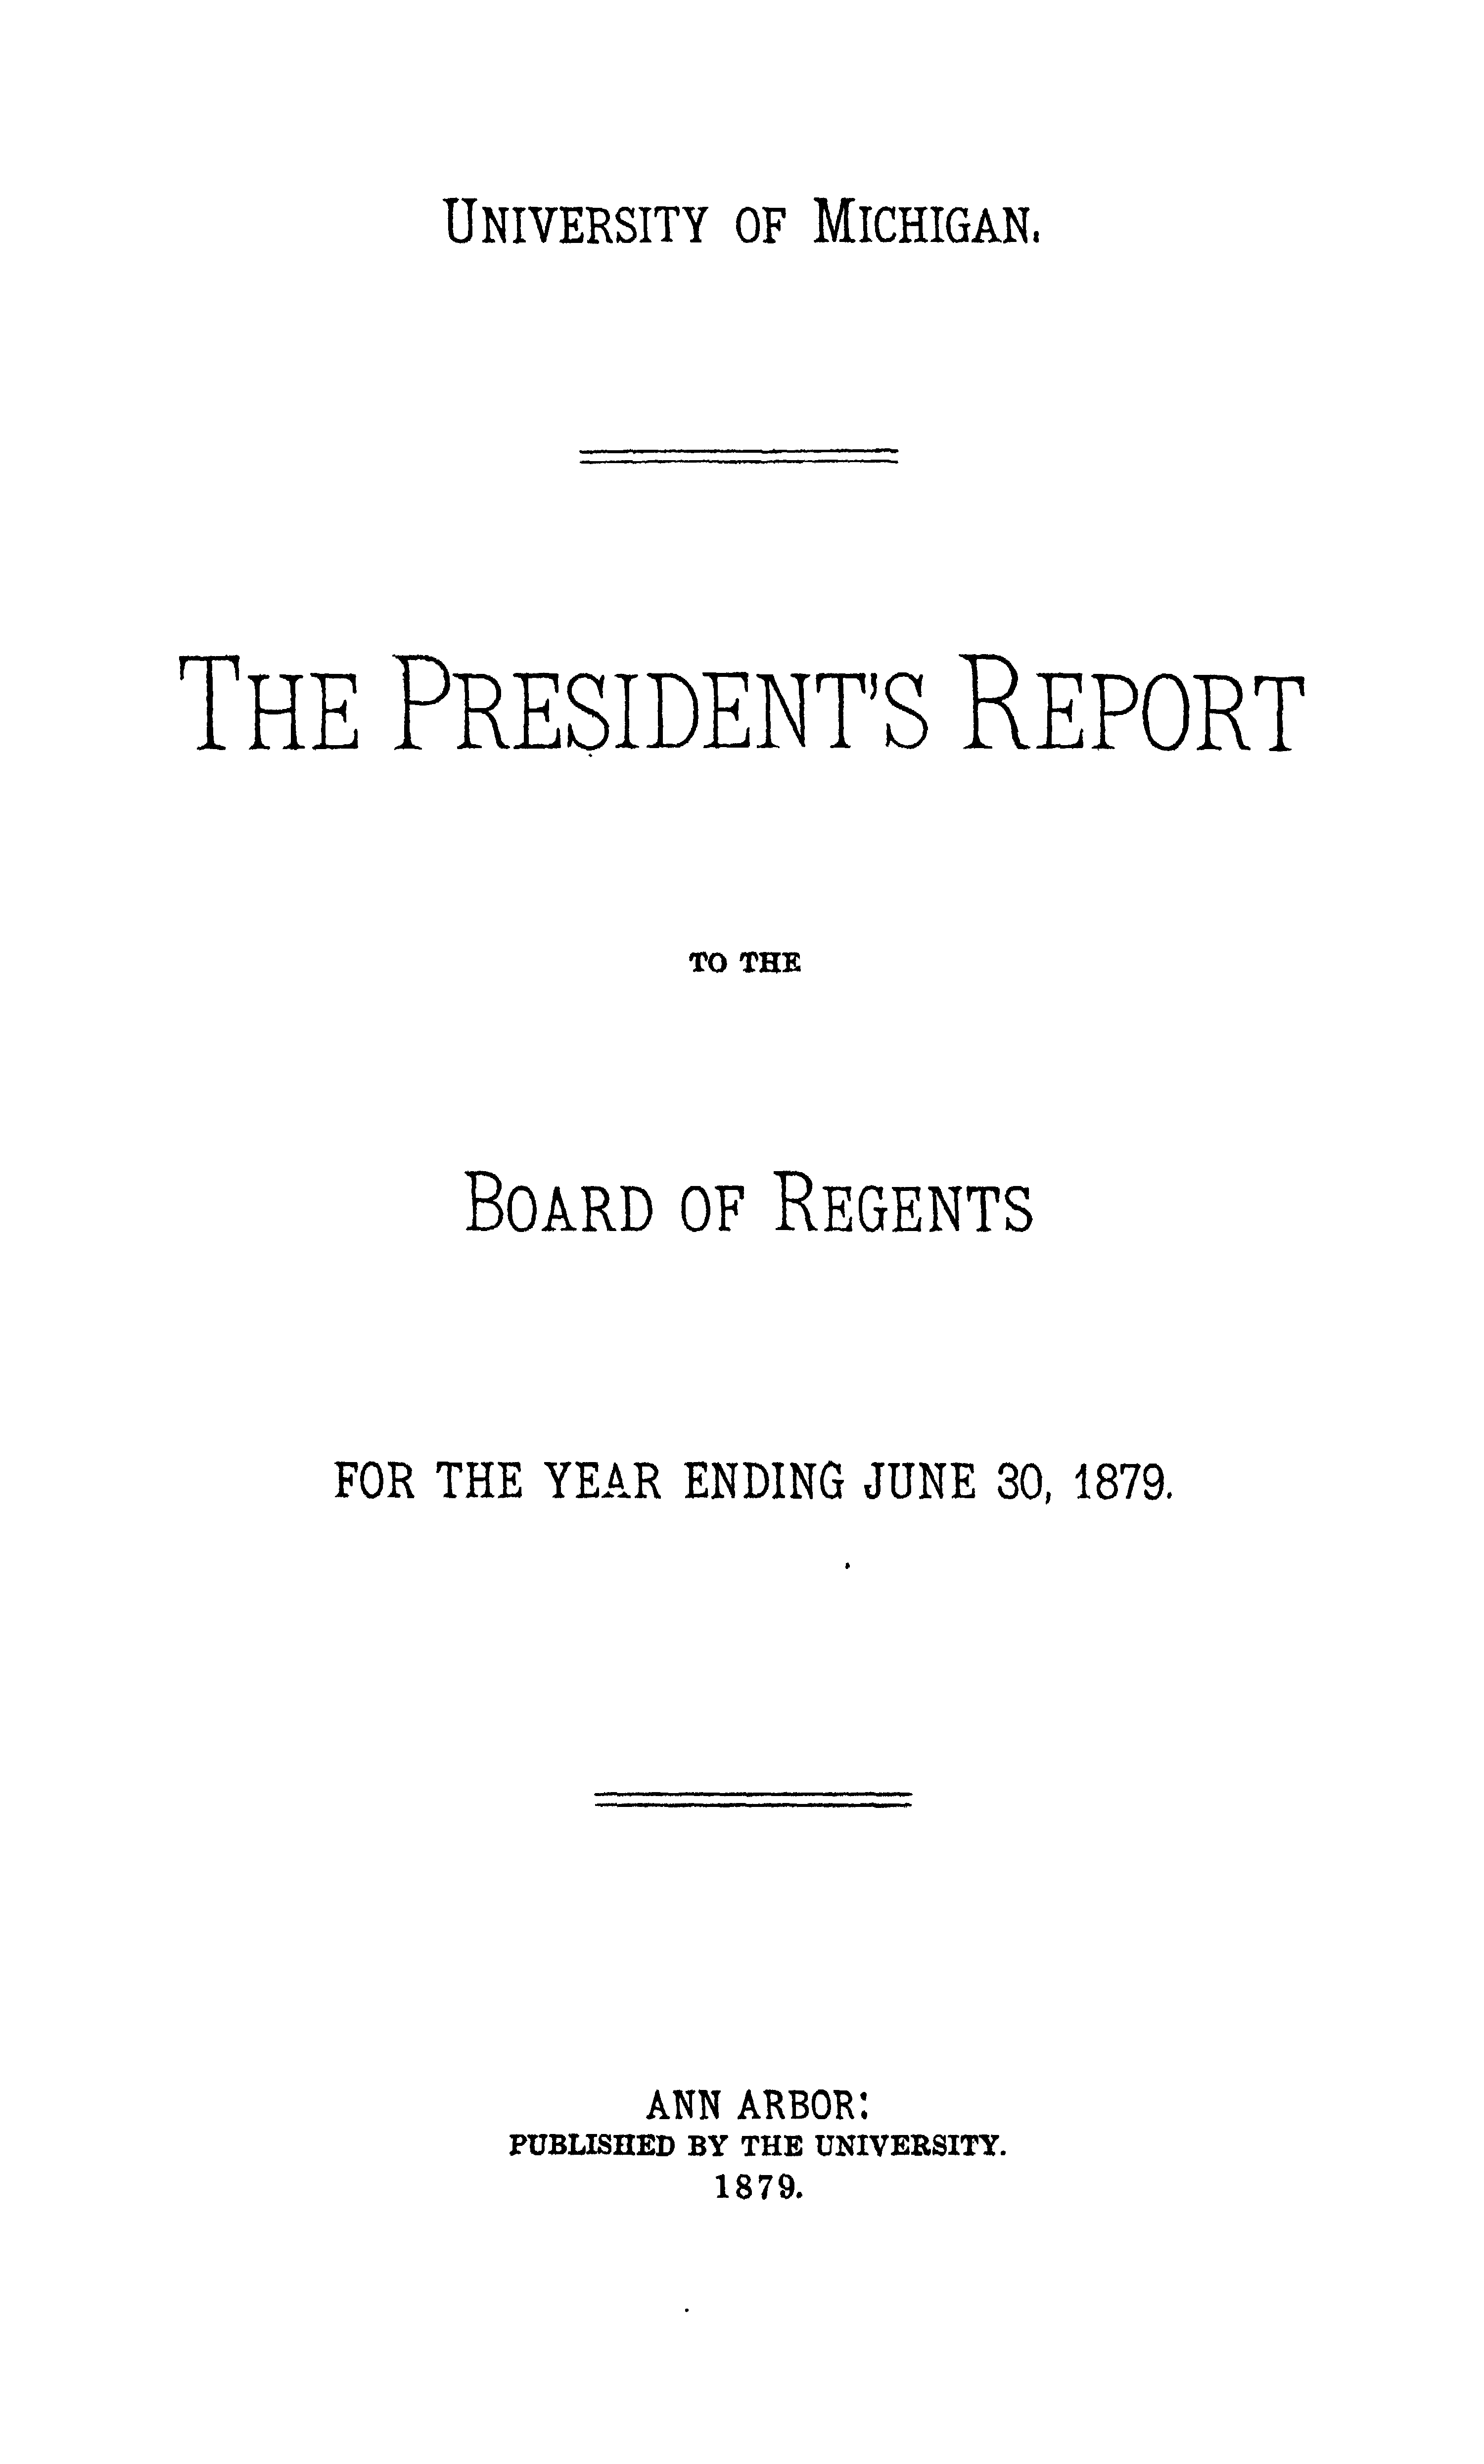 UNIVERSITY OF MICHIGAN.
THE PRESIDENT'S REPORT
TO THE
BOARD OF REGENTS
FOR THE YEAR ENDING JUNE 30, 1879.
ANN ARBOR:
PUBLISHED BY THE UNIVERSITY.
1879.